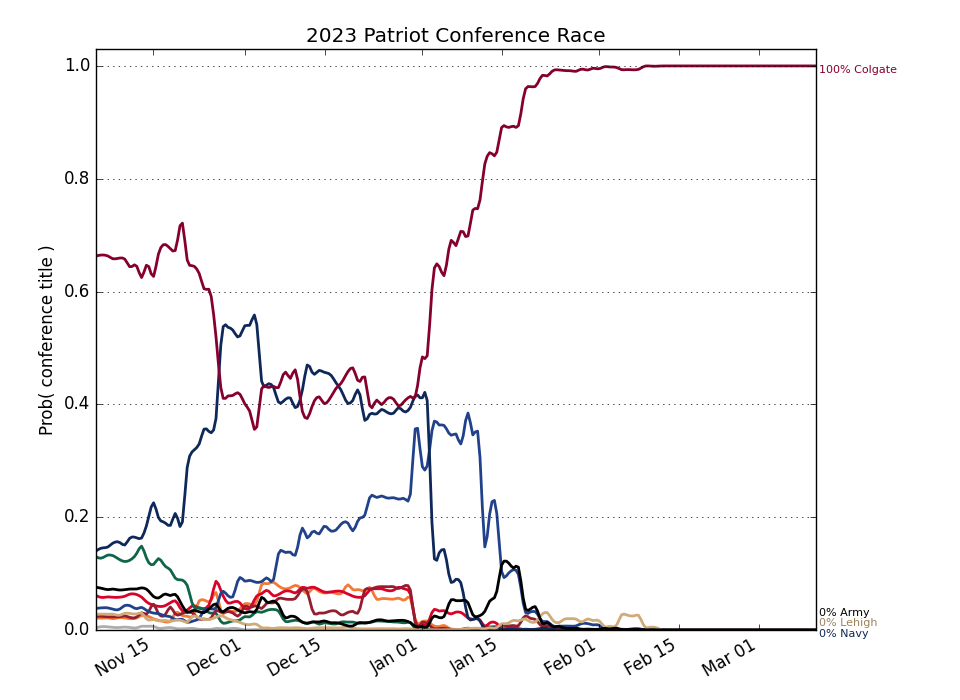 2023 Patriot Conference Race
Prob( conference title )
1.0
0.8
0.6
0.4
0.2
0.0
100% Colgate
0% Army
0% Lehigh
0% Navy
Nov 15
Dec 01
Dec 15
Jan 01
Jan 15
Feb 01
Feb 15
Mar 01